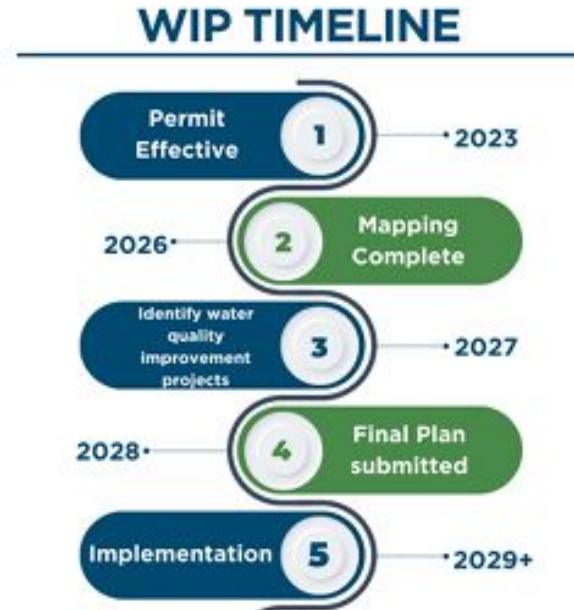 WIP TIMELINE
Permit
Effective
1
2023
2026
2
Mapping
Complete
Identify water
quality
improvement
projects
3
2027
2028
4
Final Plan
submitted
Implementation
5
2029+